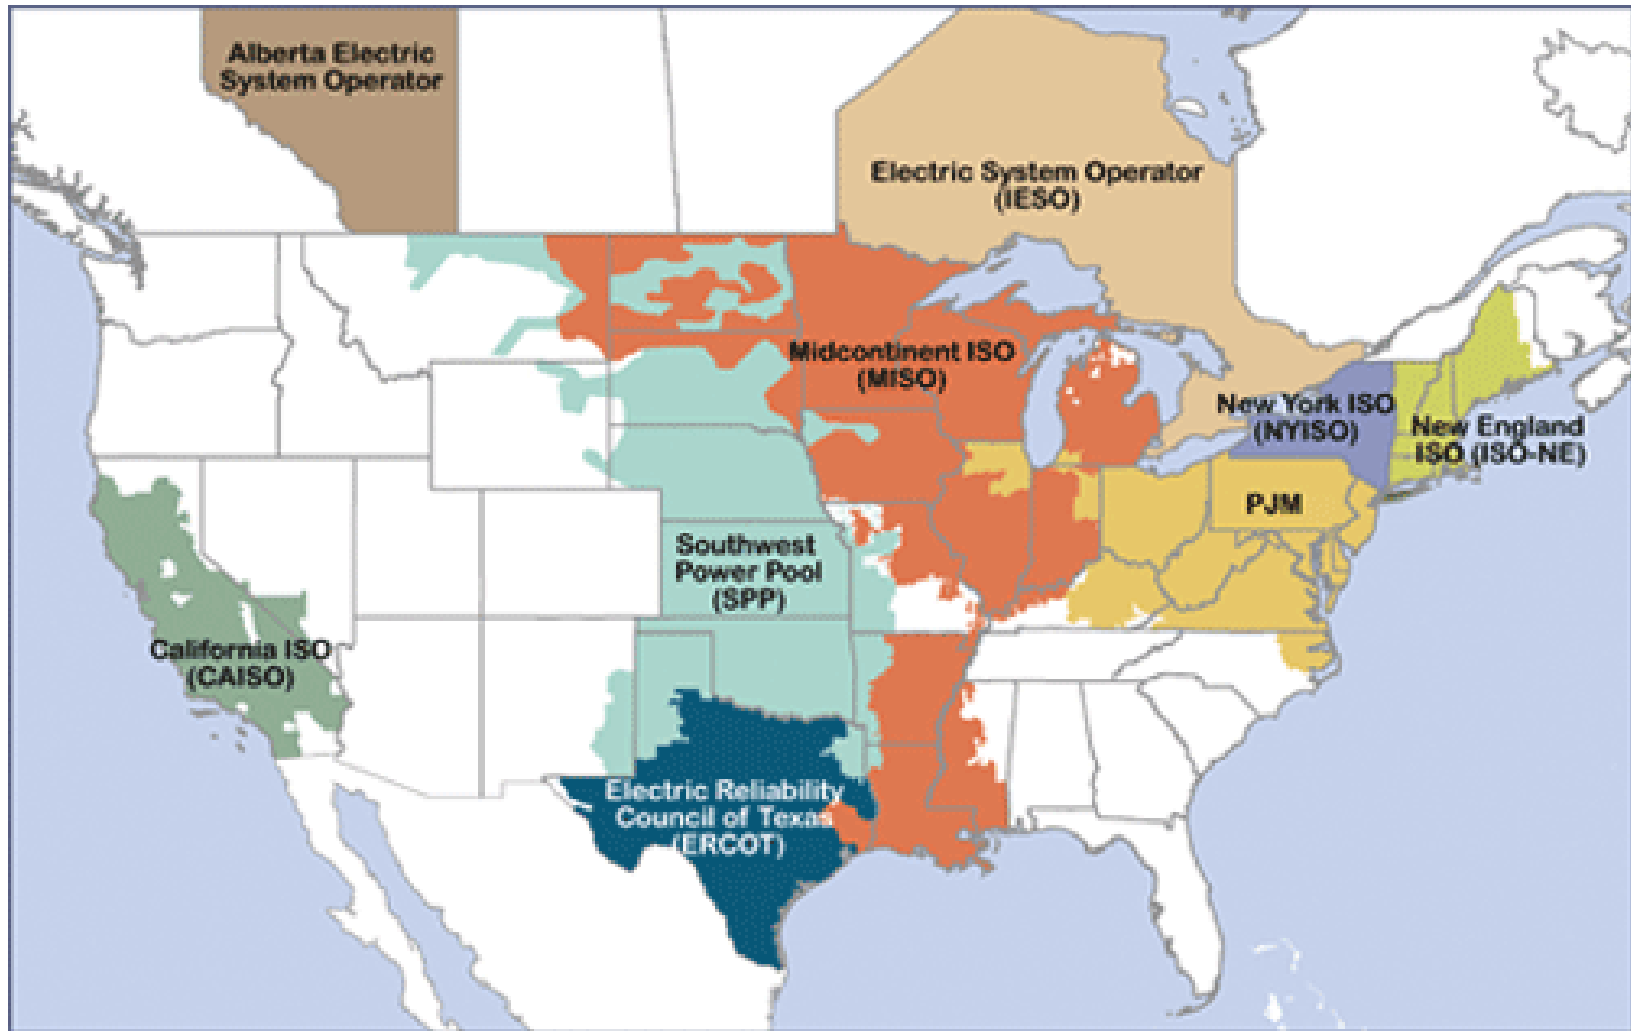 Alberta Electric
System Operator
Electric System Operator
(IESO)
Midcontinent ISO
(MISO)
New York ISO
(NYISO)
New England
ISO (ISO-NE)
PJM
Southwest
Power Pool
(SPP)
California ISO
(CAISO)
Electric Reliability
Council of Texas
(ERCOT)